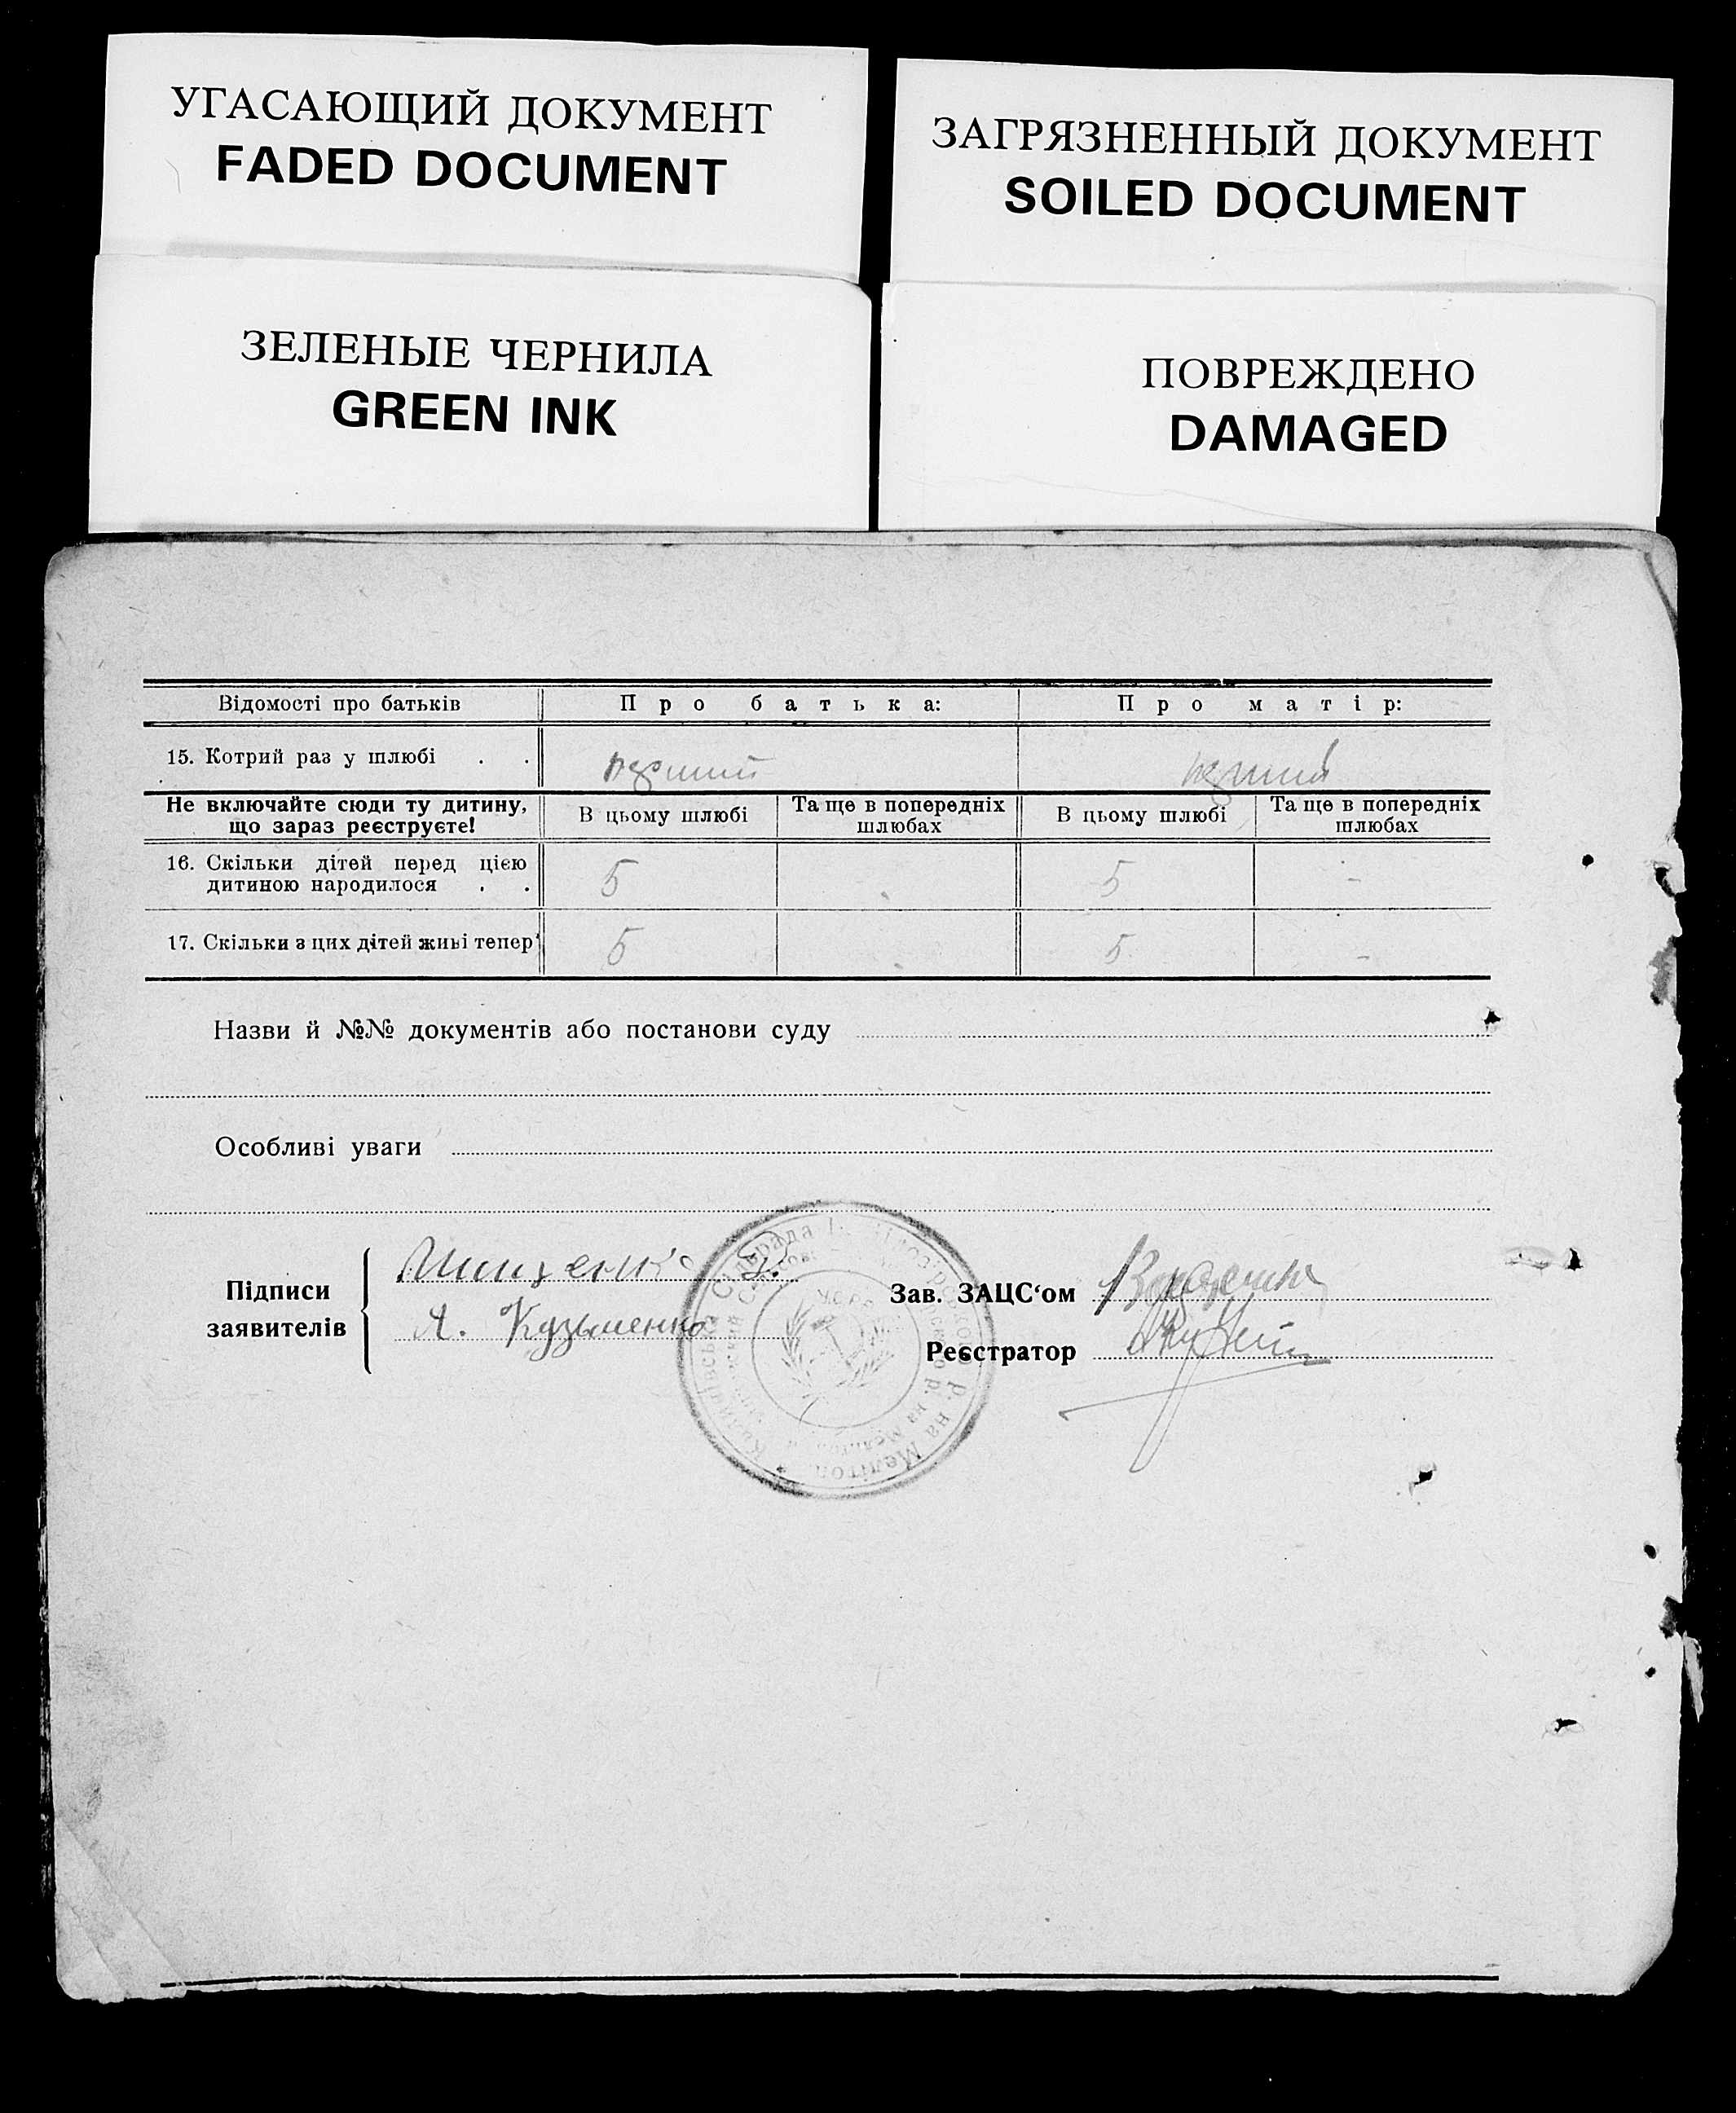 УГАСАЮЩИЙ ДОКУМЕНТ
FADED DOCUMENT
ЗАГРЯЗНЕННЫЙ ДОКУМЕНТ
SOILED DOCUMENT
ЗЕЛЕНЫЕ ЧЕРНИЛА
GREEN INK
ПОВРЕЖДЕНО
DAMAGED
Відомості про батьків Про батька: Про матір:
15. Котрий раз у шлюбі . . перший перший
Не включайте сюди ту дитину, що зараз реєструєте! В цьому шлюбі Та ще в попередніх шлюбах В цьому шлюбі Та ще в попередніх шлюбах
16. Скільки дітей перед цією
дитиною народилося . . 5 - 5 -
17. Скільки з цих дітей живі тепер 5 - 5 -
Назви й №№ документів або постанови суду
Особливі уваги
Підписи
заявителів
А. Кузьменко
Зав. ЗАЦС‘ом
Реєстратор
Сільрада
р. на Меліто